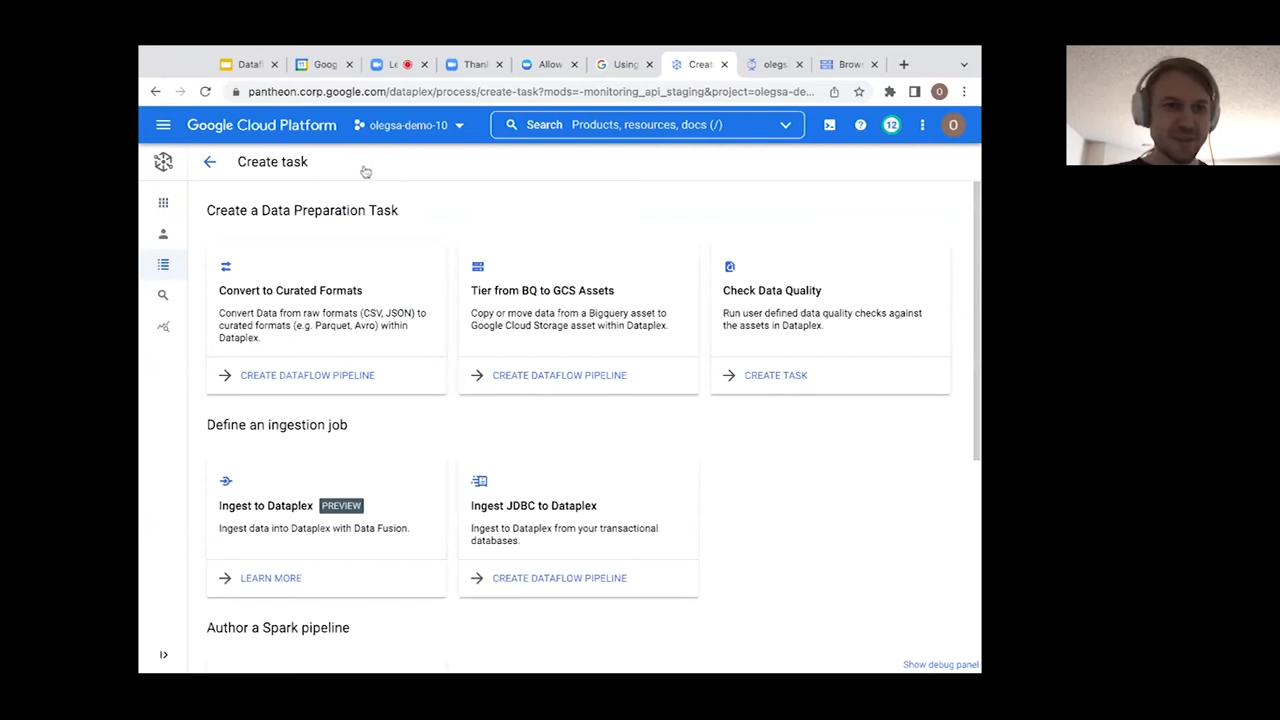 Datafl
Goog
Le
Thank
Allow
Using
Create
olegsa
Brow
pantheon.corp.google.com/dataplex/process/create-task?mods=-monitoring_api_staging&project=olegsa-de...
O
Google Cloud Platform
olegsa-demo-10
Search Products, resources, docs (/)
12
O
Create task
Create a Data Preparation Task
Convert to Curated Formats
Convert Data from raw formats (CSV, JSON) to
curated formats (e.g. Parquet, Avro) within
Dataplex.
CREATE DATAFLOW PIPELINE
Tier from BQ to GCS Assets
Copy or move data from a Bigquery asset to
Google Cloud Storage asset within Dataplex.
CREATE DATAFLOW PIPELINE
Check Data Quality
Run user defined data quality checks against
the assets in Dataplex.
CREATE TASK
Define an ingestion job
Ingest to Dataplex PREVIEW
Ingest data into Dataplex with Data Fusion.
LEARN MORE
Ingest JDBC to Dataplex
Ingest to Dataplex from your transactional
databases.
CREATE DATAFLOW PIPELINE
Author a Spark pipeline
Show debug panel